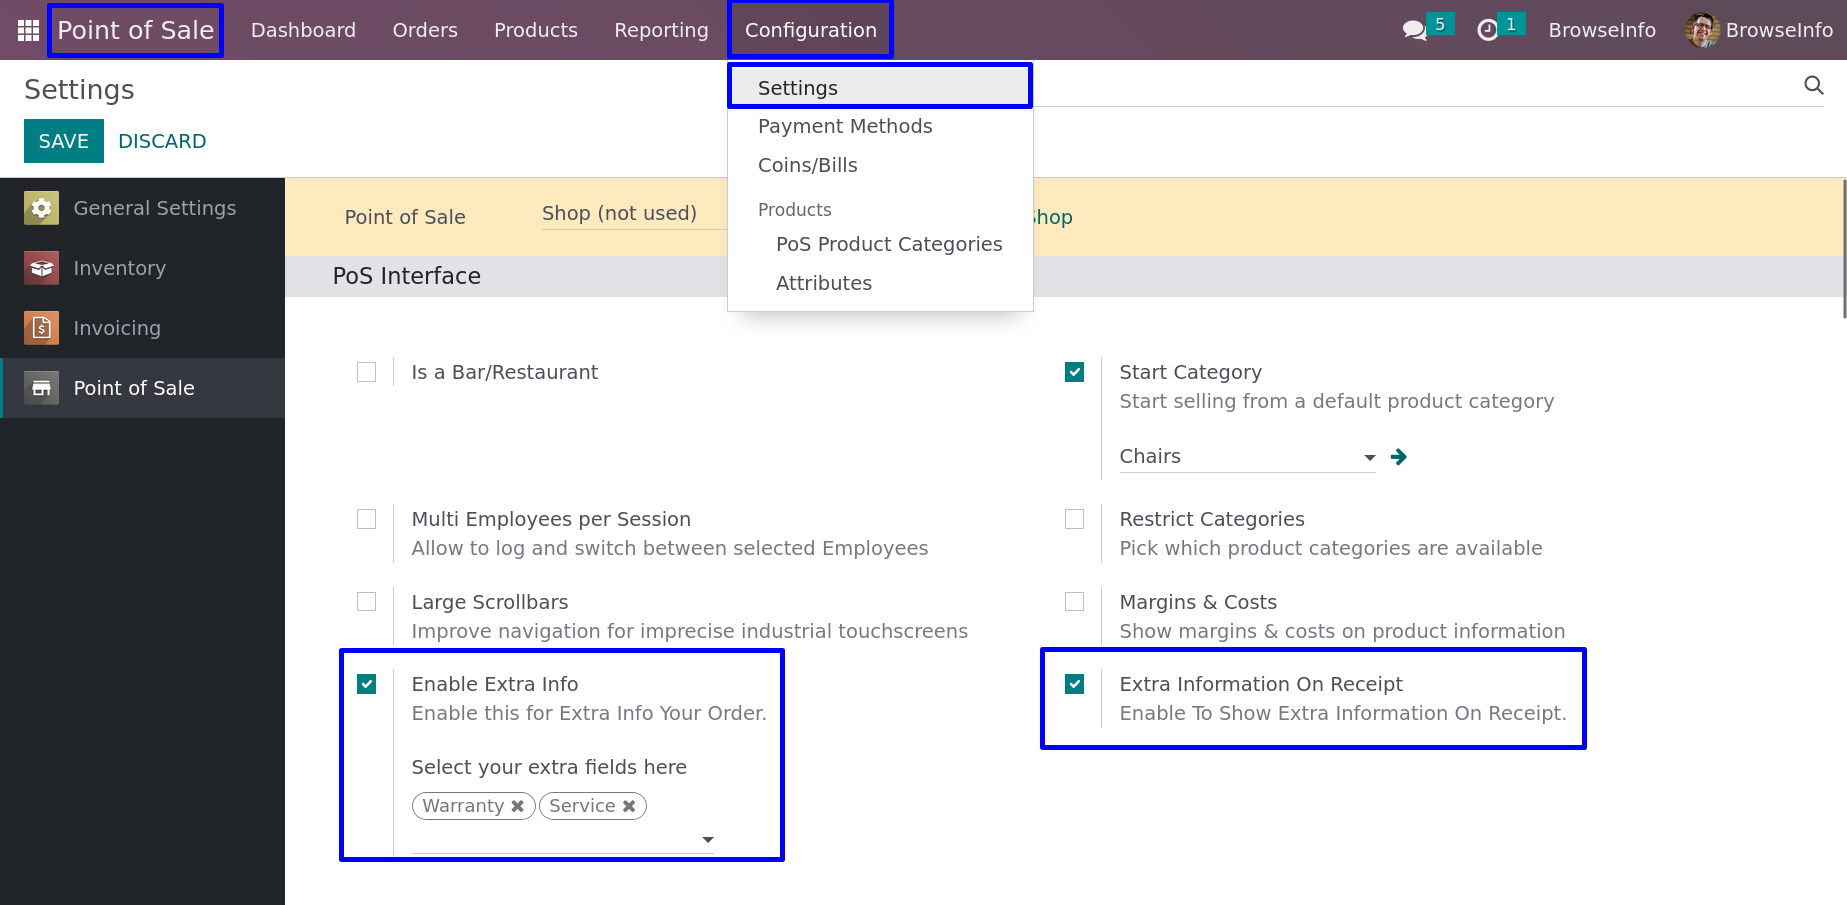 Point of Sale Dashboard Orders Products Reporting Configuration 5 1 BrowseInfo BrowseInfo
Settings
SAVE DISCARD
Settings
Payment Methods
Coins/Bills
Products
PoS Product Categories
Attributes
General Settings
Inventory
Invoicing
Point of Sale
Point of Sale Shop (not used) Shop
PoS Interface
Is a Bar/Restaurant
Start Category
Start selling from a default product category
Chairs
Multi Employees per Session
Allow to log and switch between selected Employees
Restrict Categories
Pick which product categories are available
Large Scrollbars
Improve navigation for imprecise industrial touchscreens
Margins & Costs
Show margins & costs on product information
Enable Extra Info
Enable this for Extra Info Your Order.
Select your extra fields here
Warranty Service
Extra Information On Receipt
Enable To Show Extra Information On Receipt.